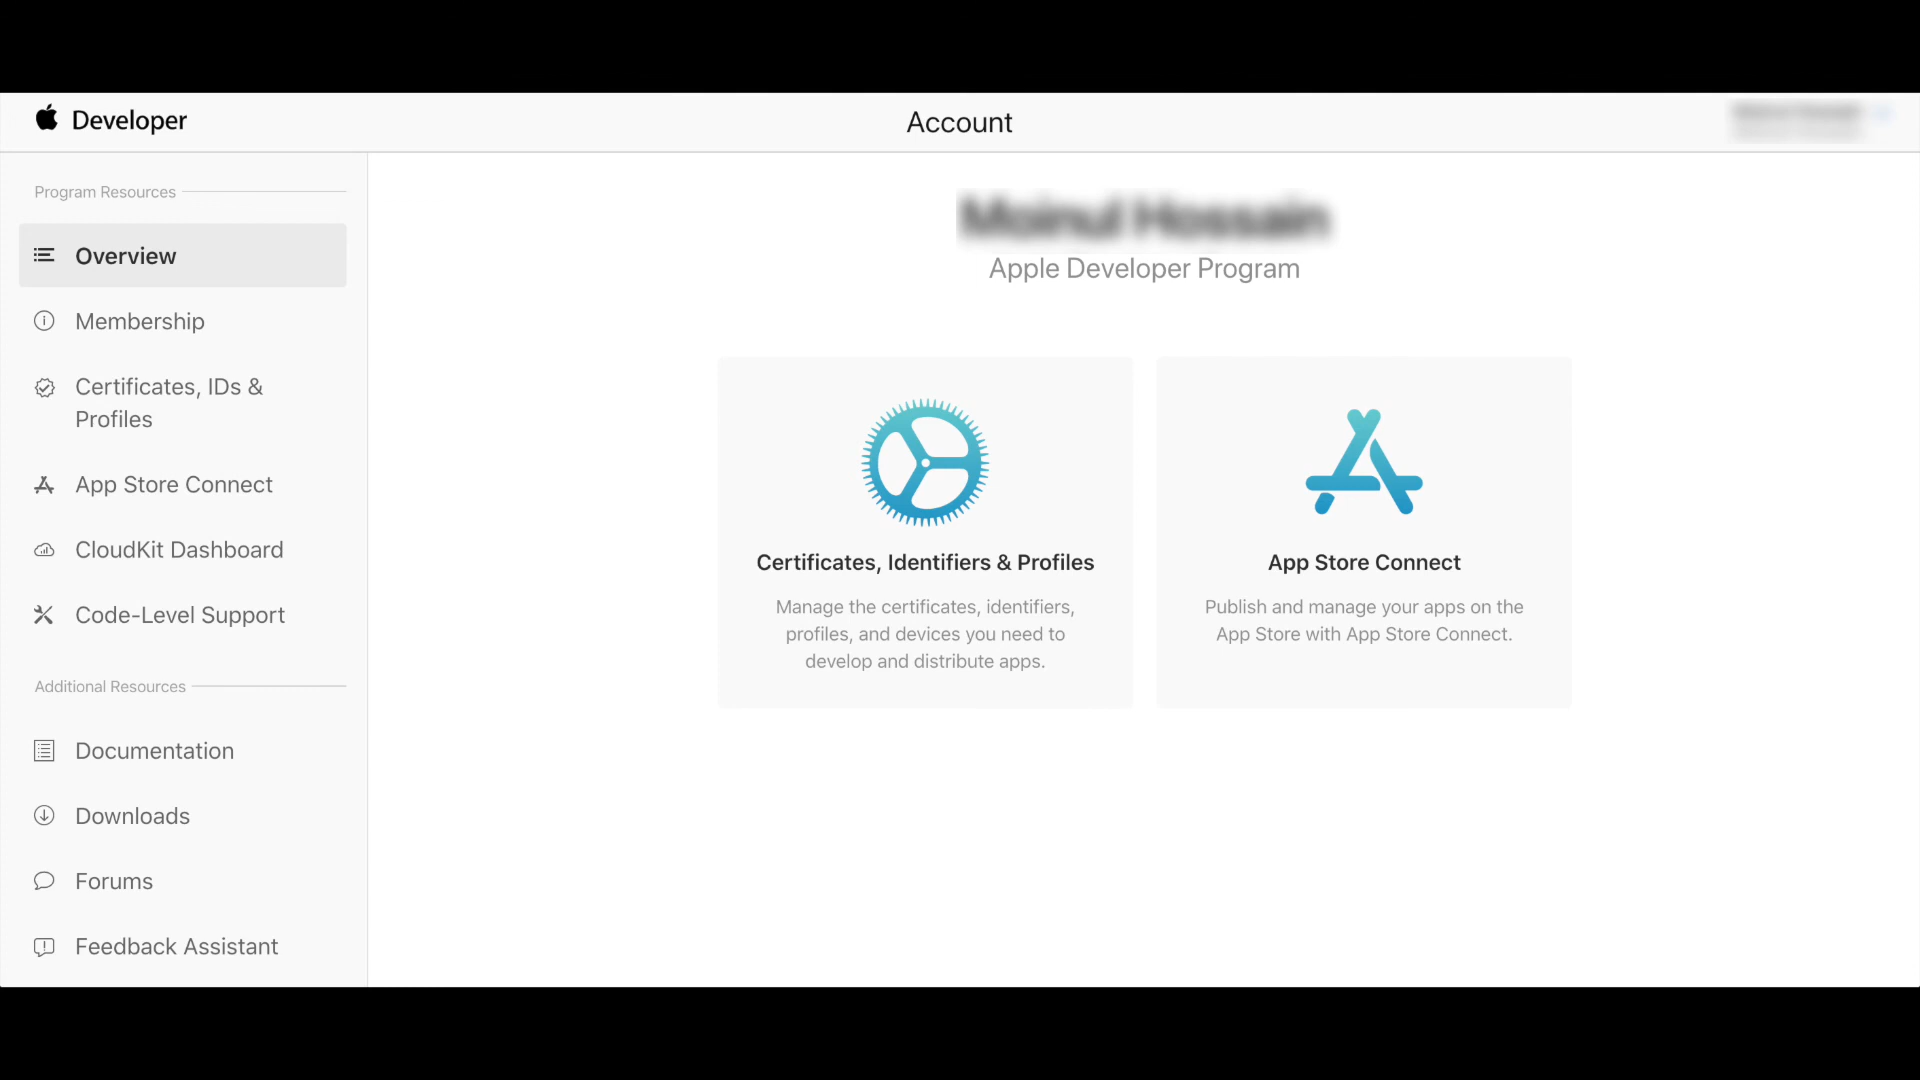 Developer
Account
Program Resources
Overview
Membership
Certificates, IDs &
Profiles
App Store Connect
CloudKit Dashboard
Code-Level Support
Additional Resources
Documentation
Downloads
Forums
Feedback Assistant
Apple Developer Program
Certificates, Identifiers & Profiles
Manage the certificates, identifiers,
profiles, and devices you need to
develop and distribute apps.
App Store Connect
Publish and manage your apps on the
App Store with App Store Connect.